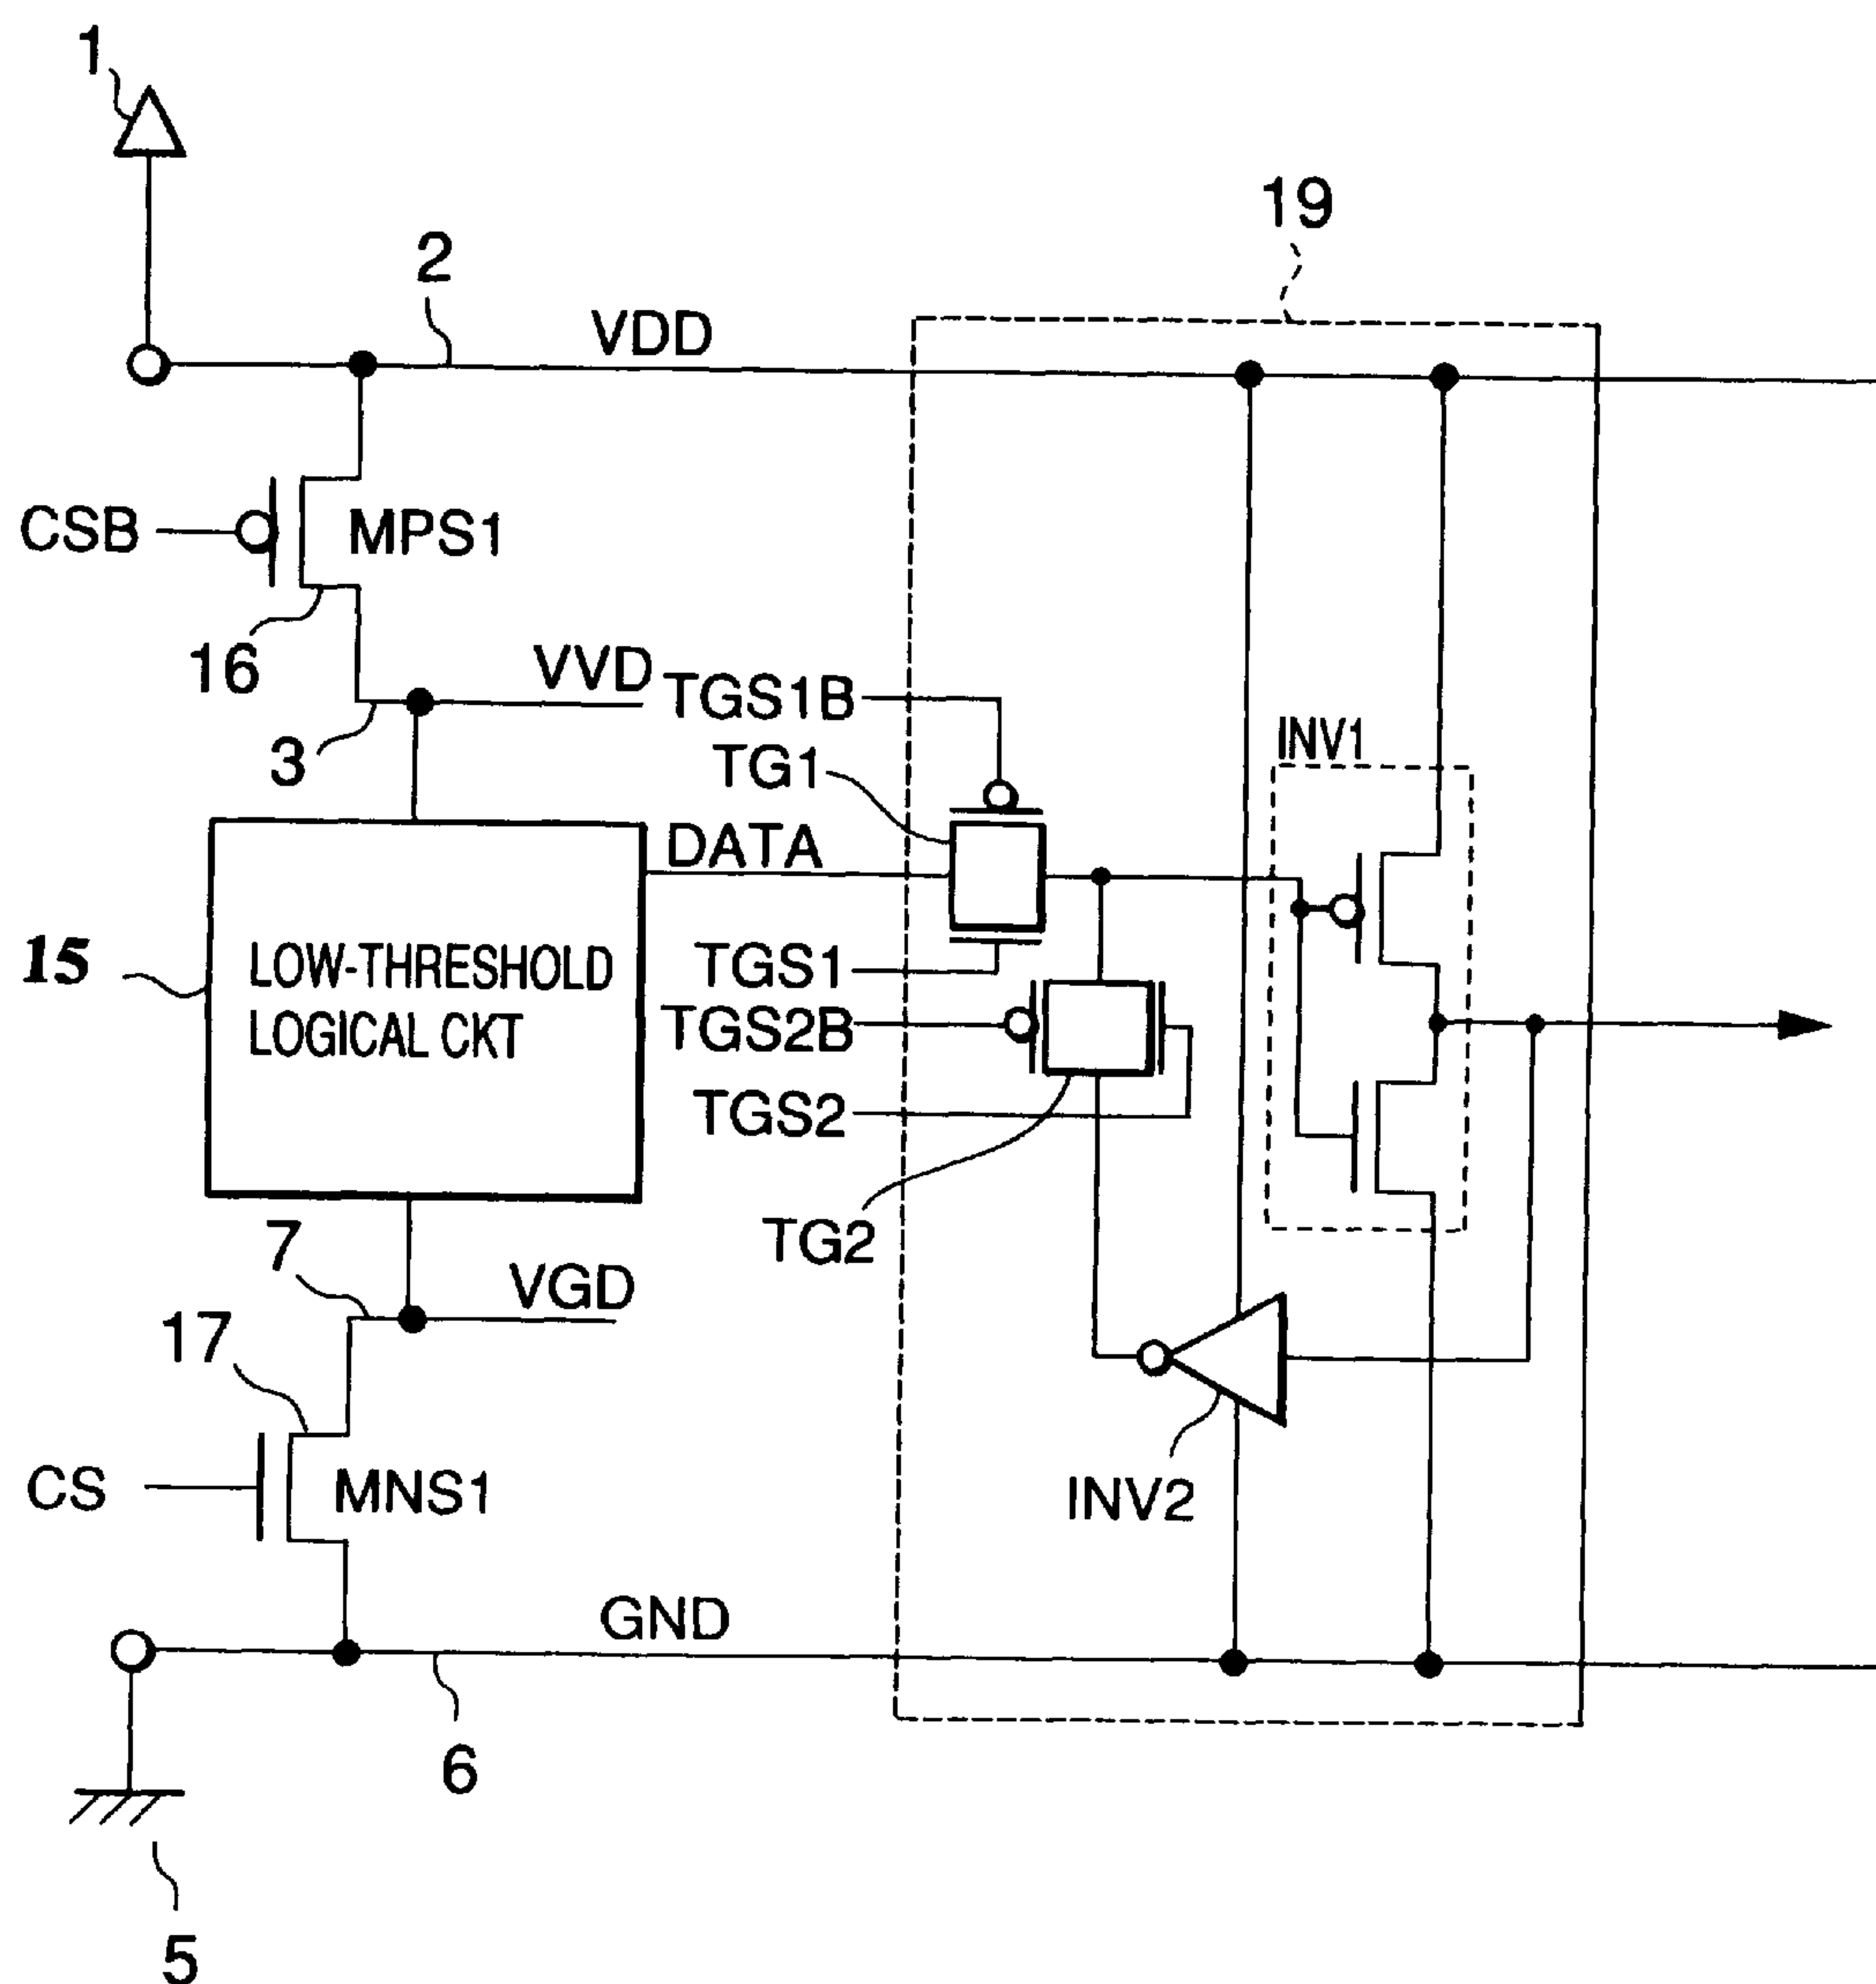 1
19
2
VDD
CSB
MPS1
16
VVD
TGS1B
3
TG1
INV1
DATA
15
LOW-THRESHOLD
LOGICAL CKT
TGS1
TGS2B
TGS2
TG2
7
VGD
17
CS
MNS1
INV2
GND
6
5